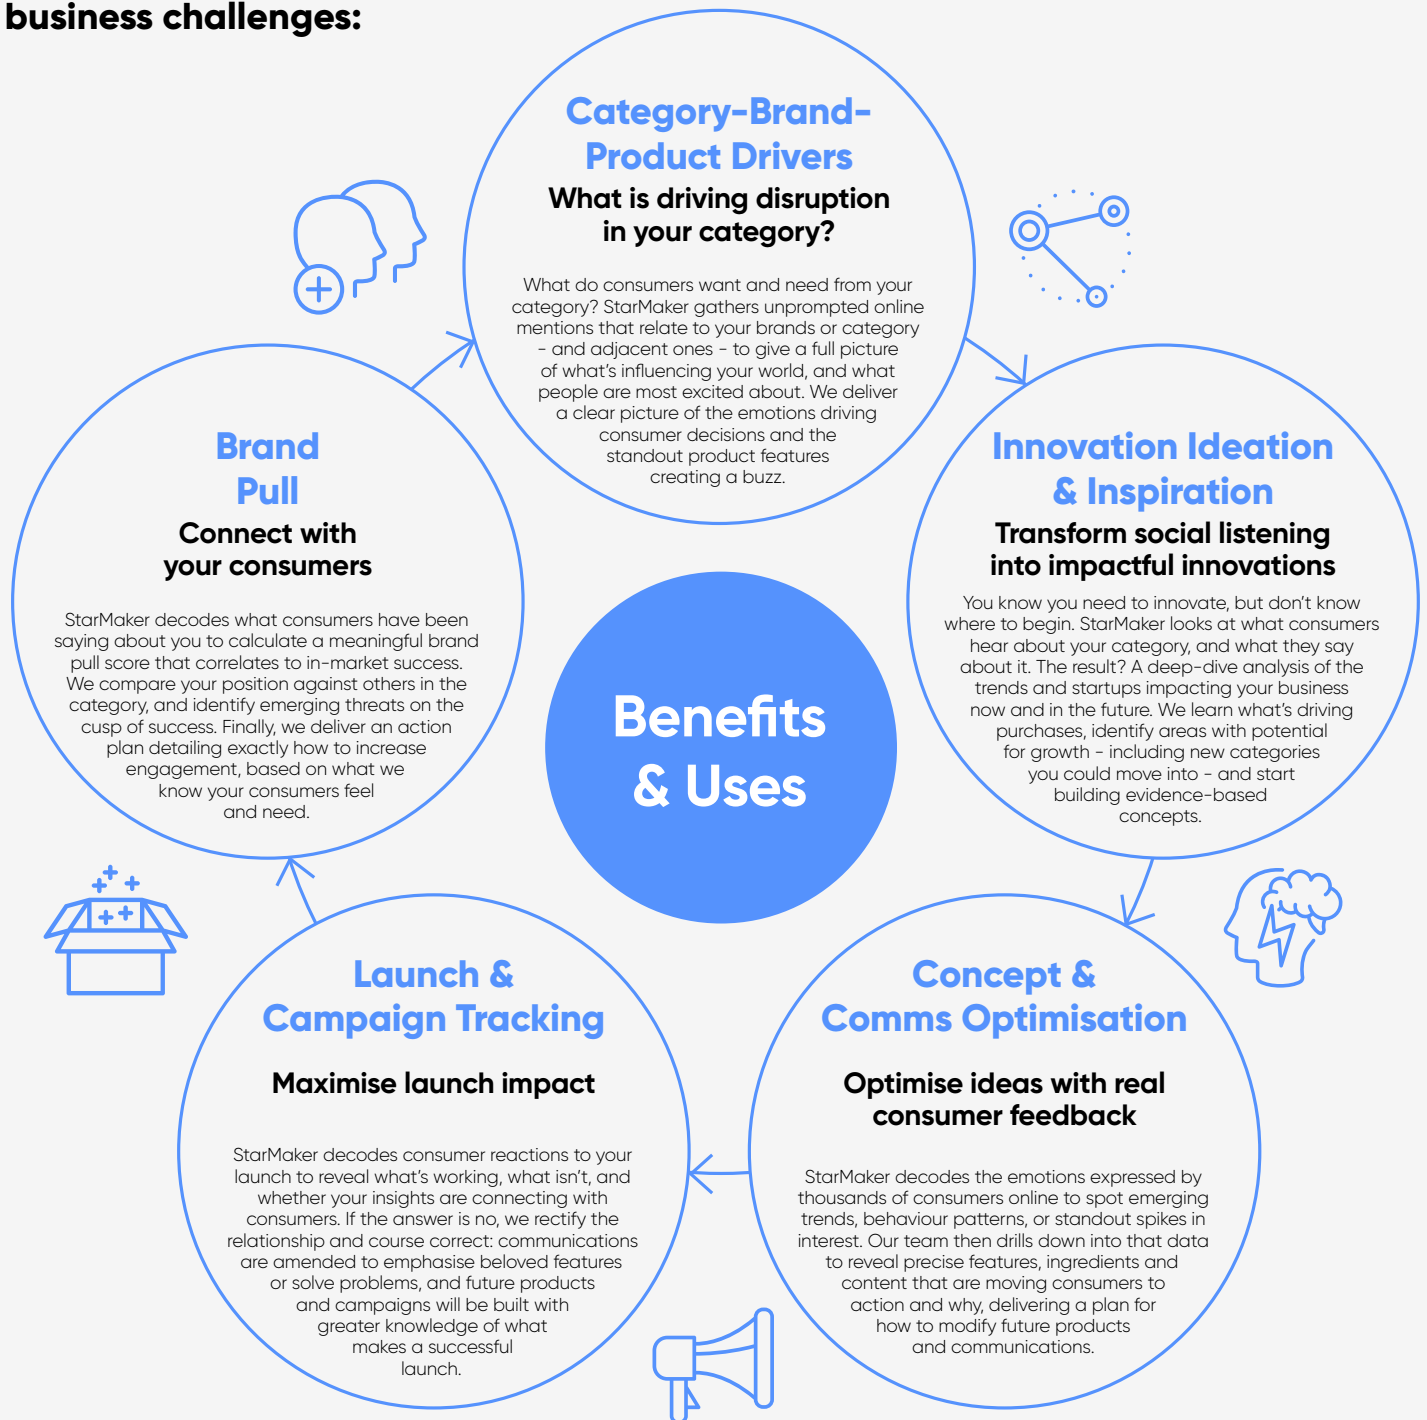 business challenges:
Category-Brand-
Product Drivers
What is driving disruption
in your category?
What do consumers want and need from your
category? StarMaker gathers unprompted online
mentions that relate to your brands or category
- and adjacent ones - to give a full picture
of what's influencing your world, and what
people are most excited about. We deliver
a clear picture of the emotions driving
consumer decisions and the
standout product features
creating a buzz.
Brand
Pull
Connect with
your consumers
StarMaker decodes what consumers have been
saying about you to calculate a meaningful brand
pull score that correlates to in-market success.
We compare your position against others in the
category, and identify emerging threats on the
cusp of success. Finally, we deliver an action
plan detailing exactly how to increase
engagement, based on what we
know your consumers feel
and need.
Innovation Ideation
& Inspiration
Transform social listening
into impactful innovations
You know you need to innovate, but don't know
where to begin. StarMaker looks at what consumers
hear about your category, and what they say
about it. The result? A deep-dive analysis of the
trends and startups impacting your business
now and in the future. We learn what's driving
purchases, identify areas with potential
for growth - including new categories
you could move into - and start
building evidence-based
concepts.
Benefits
& Uses
Launch &
Campaign Tracking
Maximise launch impact
StarMaker decodes consumer reactions to your
launch to reveal what's working, what isn't, and
whether your insights are connecting with
consumers. If the answer is no, we rectify the
relationship and course correct: communications
are amended to emphasise beloved features
or solve problems, and future products
and campaigns will be built with
greater knowledge of what
makes a successful
launch.
Concept &
Comms Optimisation
Optimise ideas with real
consumer feedback
StarMaker decodes the emotions expressed by
thousands of consumers online to spot emerging
trends, behaviour patterns, or standout spikes in
interest. Our team then drills down into that data
to reveal precise features, ingredients and
content that are moving consumers to
action and why, delivering a plan for
how to modify future products
and communications.